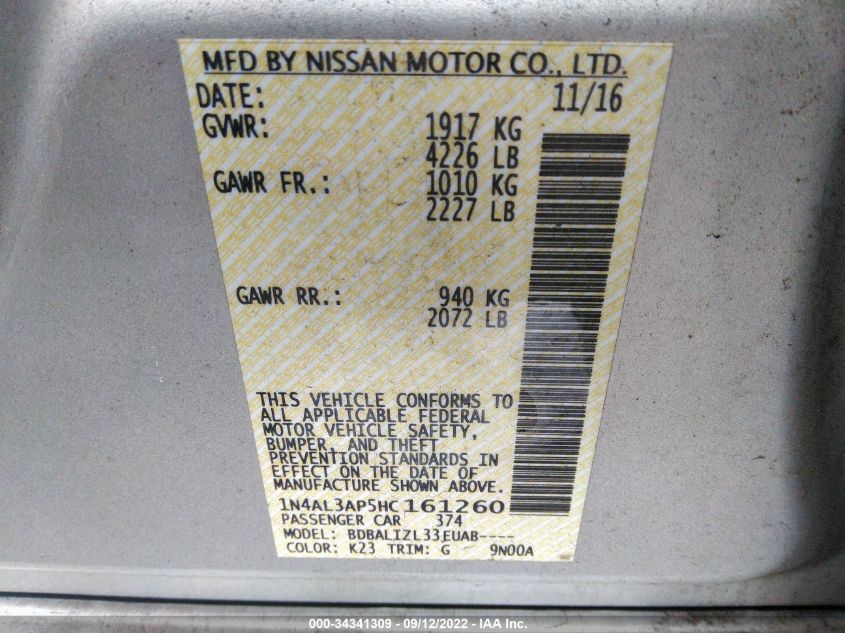 MFD BY NISSAN MOTOR CO., LTD.
DATE: 11/16
GVWR: 1917 KG
4226 LB
GAWR FR.: 1010 KG
2227 LB
GAWR RR.: 940 KG
2072 LB
THIS VEHICLE CONFORMS TO
ALL APPLICABLE FEDERAL
MOTOR VEHICLE SAFETY,
BUMPER, AND THEFT
PREVENTION STANDARDS IN
EFFECT ON THE DATE OF
MANUFACTURE SHOWN ABOVE.
1N4AL3AP5HC161260
PASSENGER CAR 374
MODEL: BDBALIZL33EUAB----
COLOR: K23 TRIM: G 9N00A
000-34341309 - 09/12/2022 - IAA Inc.